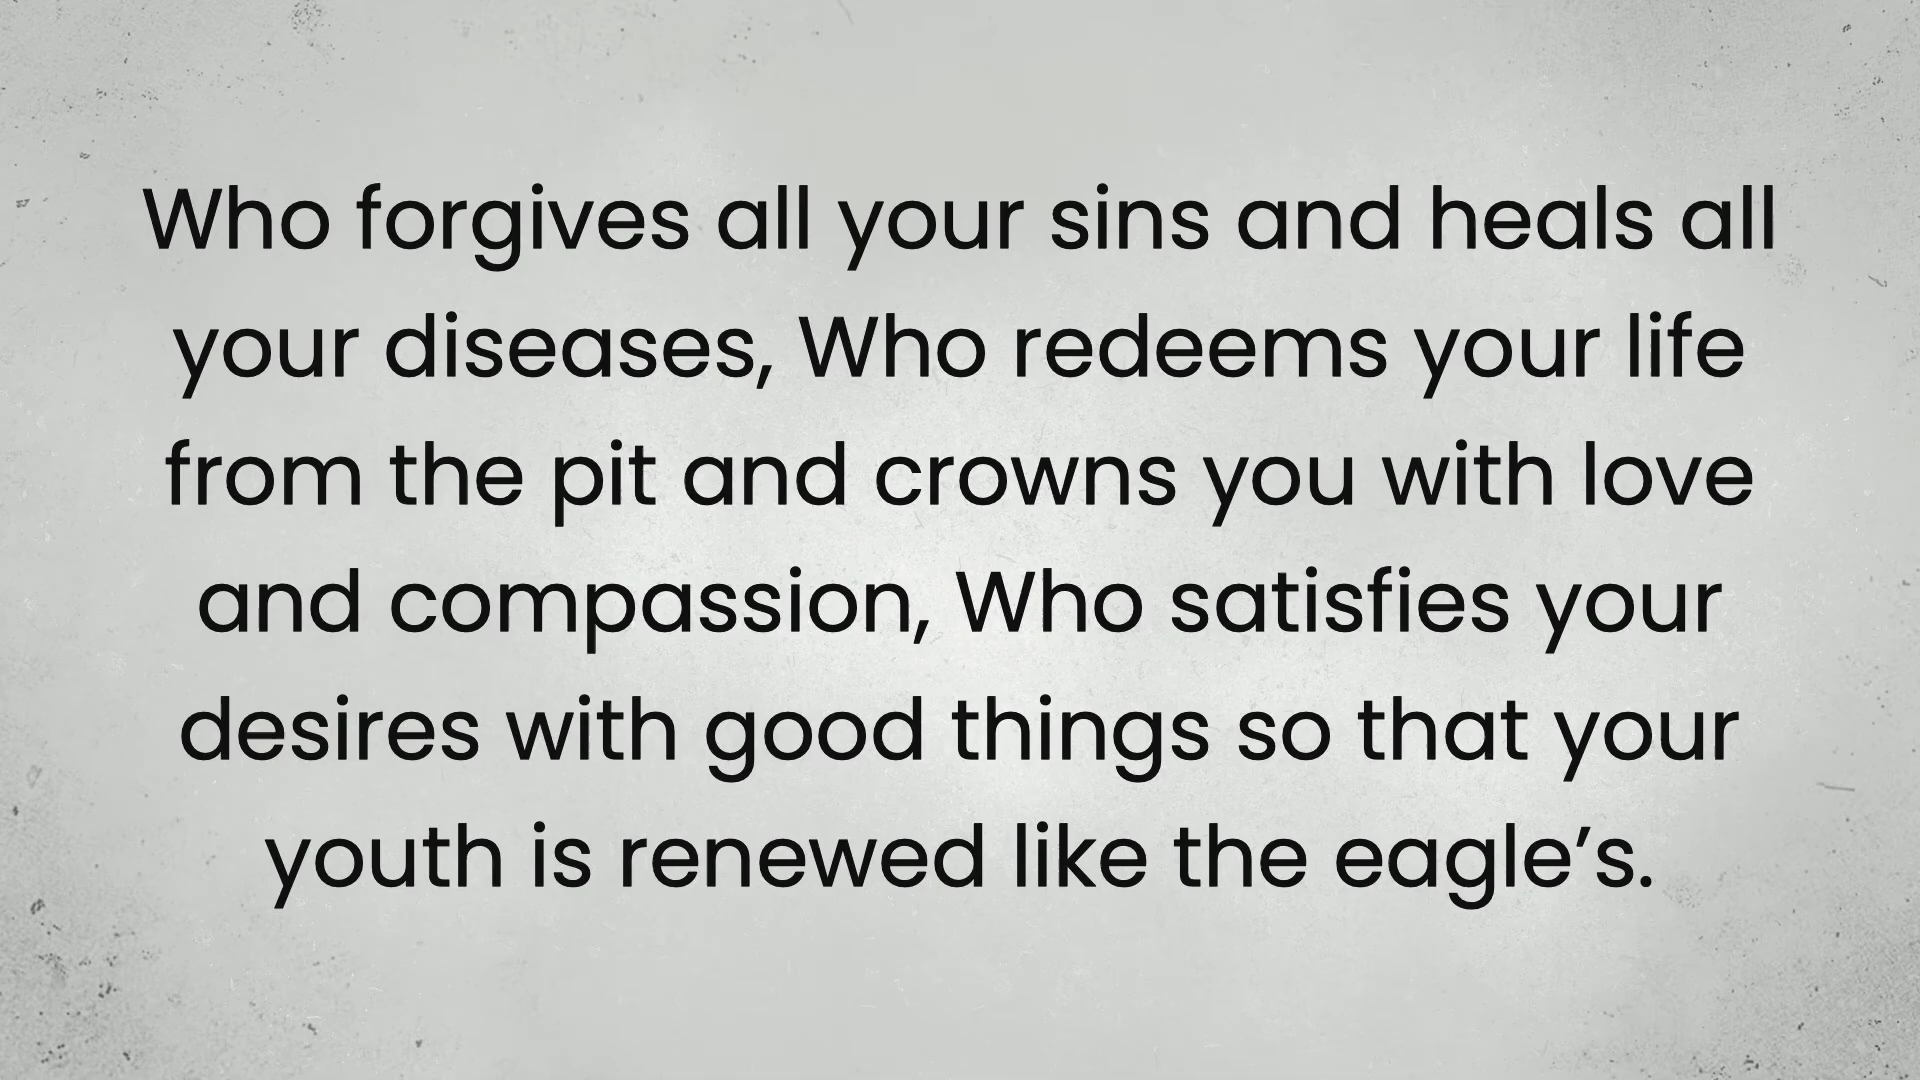 Who forgives all your sins and heals all
your diseases, Who redeems your life
from the pit and crowns you with love
and compassion, Who satisfies your
desires with good things so that your
youth is renewed like the eagle’s.